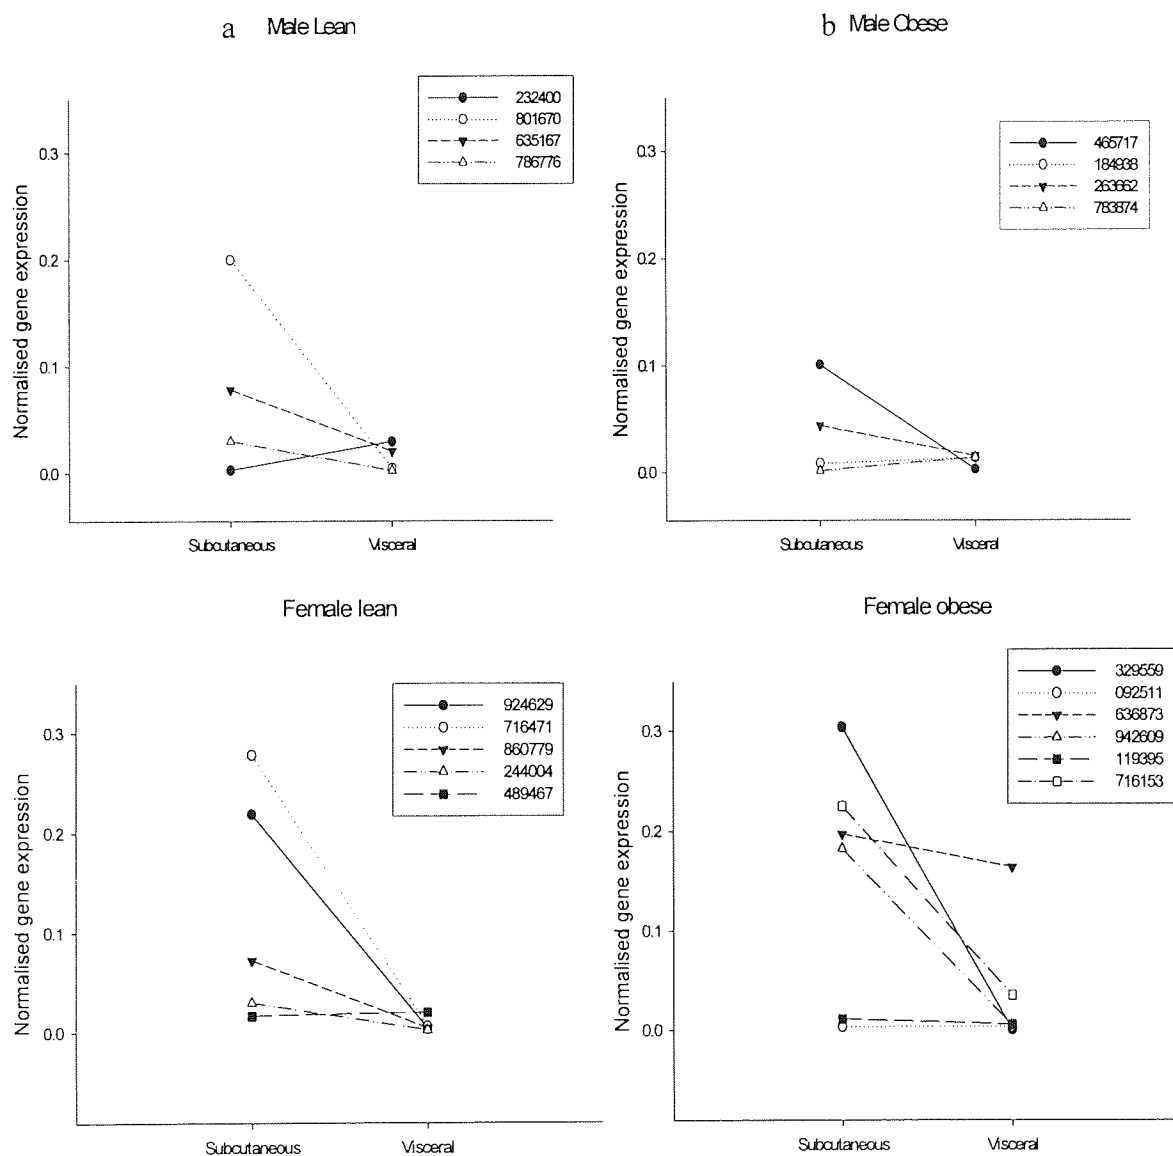 a Male Lean
232400
801670
635167
786776
Normalised gene expression
0.3
0.2
0.1
0.0
Subcutaneous Visceral
b Male Obese
465717
184938
263662
783874
Normalised gene expression
0.3
0.2
0.1
0.0
Subcutaneous Visceral
Female lean
924629
716471
860779
244004
489467
Normalised gene expression
0.3
0.2
0.1
0.0
Subcutaneous Visceral
Female obese
329559
092511
636873
942609
119395
716153
Normalised gene expression
0.3
0.2
0.1
0.0
Subcutaneous Visceral